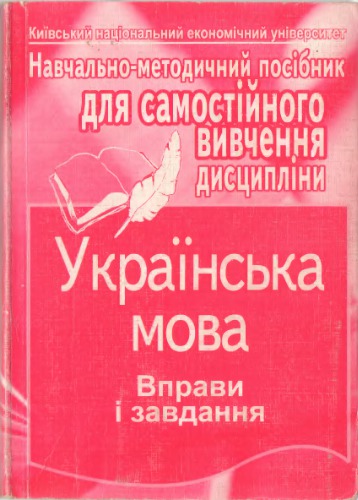 Київський національний економічний університет
Навчально-методичний посібник
для самостійного
вивчення
дисципліни
Українська
мова
Вправи
і завдання